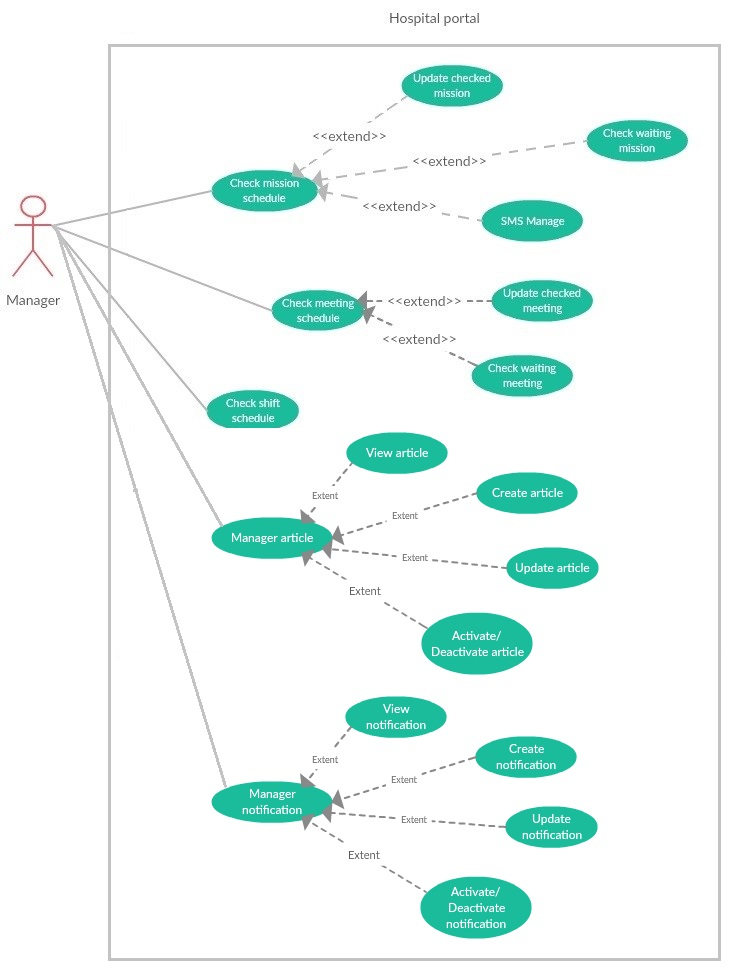 Hospital portal
Update checked
mission
<<extend>>
Check waiting
mission
<<extend>>
Check mission
schedule
<<extend>>
SMS Manage
Manager
Update checked
meeting
<<extend>>
Check meeting
schedule
<<extend>>
Check waiting
meeting
Check shift
schedule
View article
Extent
Create article
Extent
Manager article
Extent
Update article
Extent
Activate/
Deactivate article
View
notification
Extent
Create
notification
Extent
Manager
notification
Extent
Update
notification
Extent
Activate/
Deactivate
notification